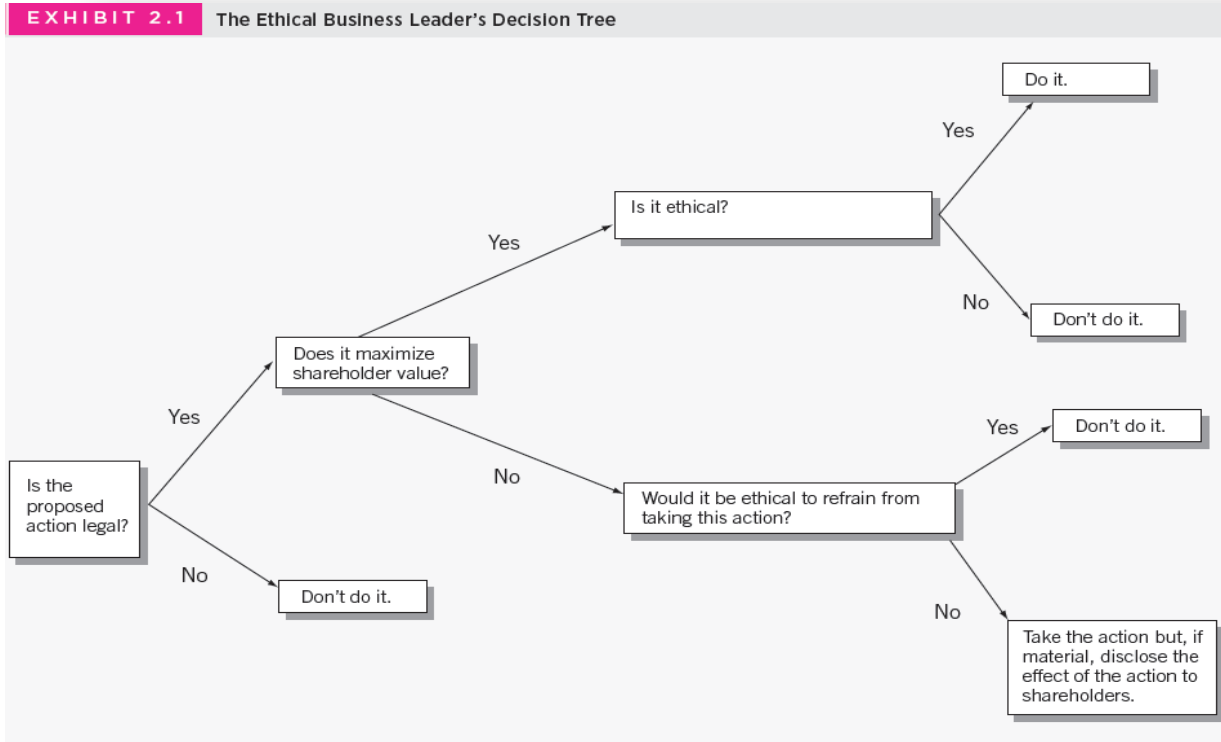 EXHIBIT 2.1 The Ethical Business Leader's Decision Tree
Do it.
Yes
Is it ethical?
Yes
No
Don't do it.
Does it maximize
shareholder value?
Yes
Don't do it.
Yes
No
Is the
proposed
action legal?
Would it be ethical to refrain from
taking this action?
No
Don't do it.
No
Take the action but, if
material, disclose the
effect of the action to
shareholders.